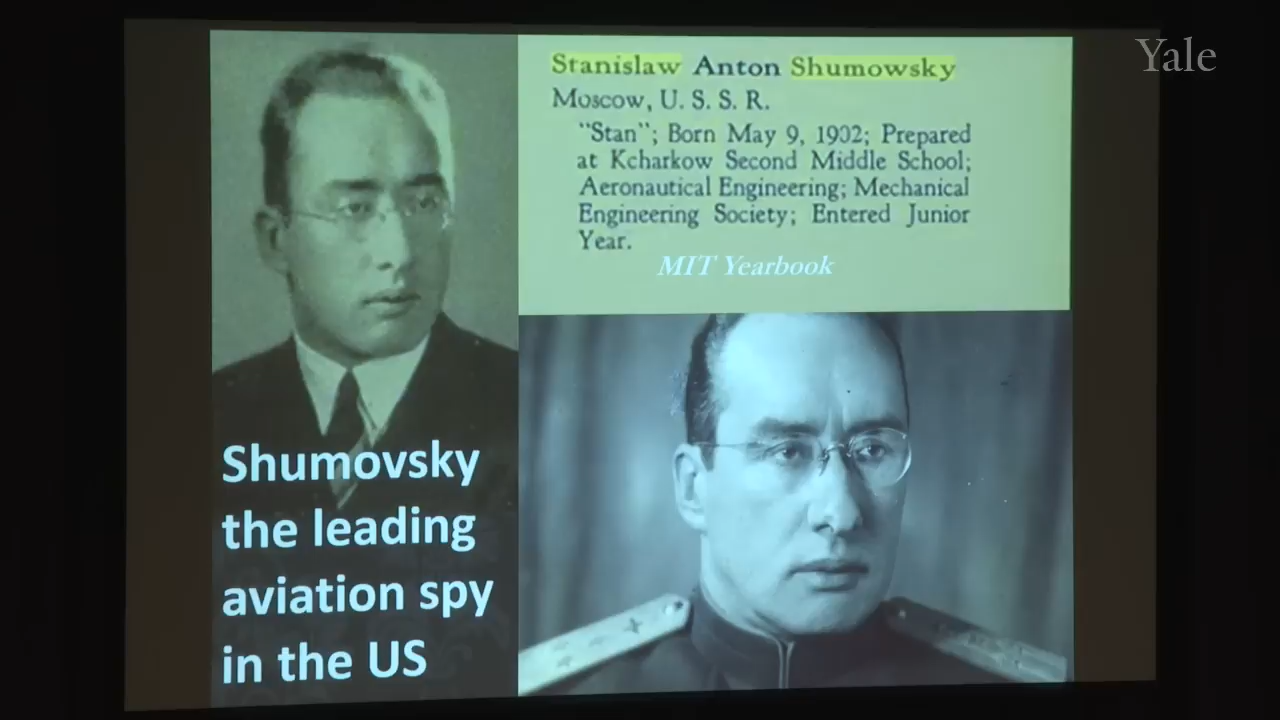 Yale
Stanislaw Anton Shumowsky
Moscow, U. S. S. R.
"Stan"; Born May 9, 1902; Prepared
at Kcharkow Second Middle School;
Aeronautical Engineering; Mechanical
Engineering Society; Entered Junior
Year.
MIT Yearbook
Shumovsky
the leading
aviation spy
in the US